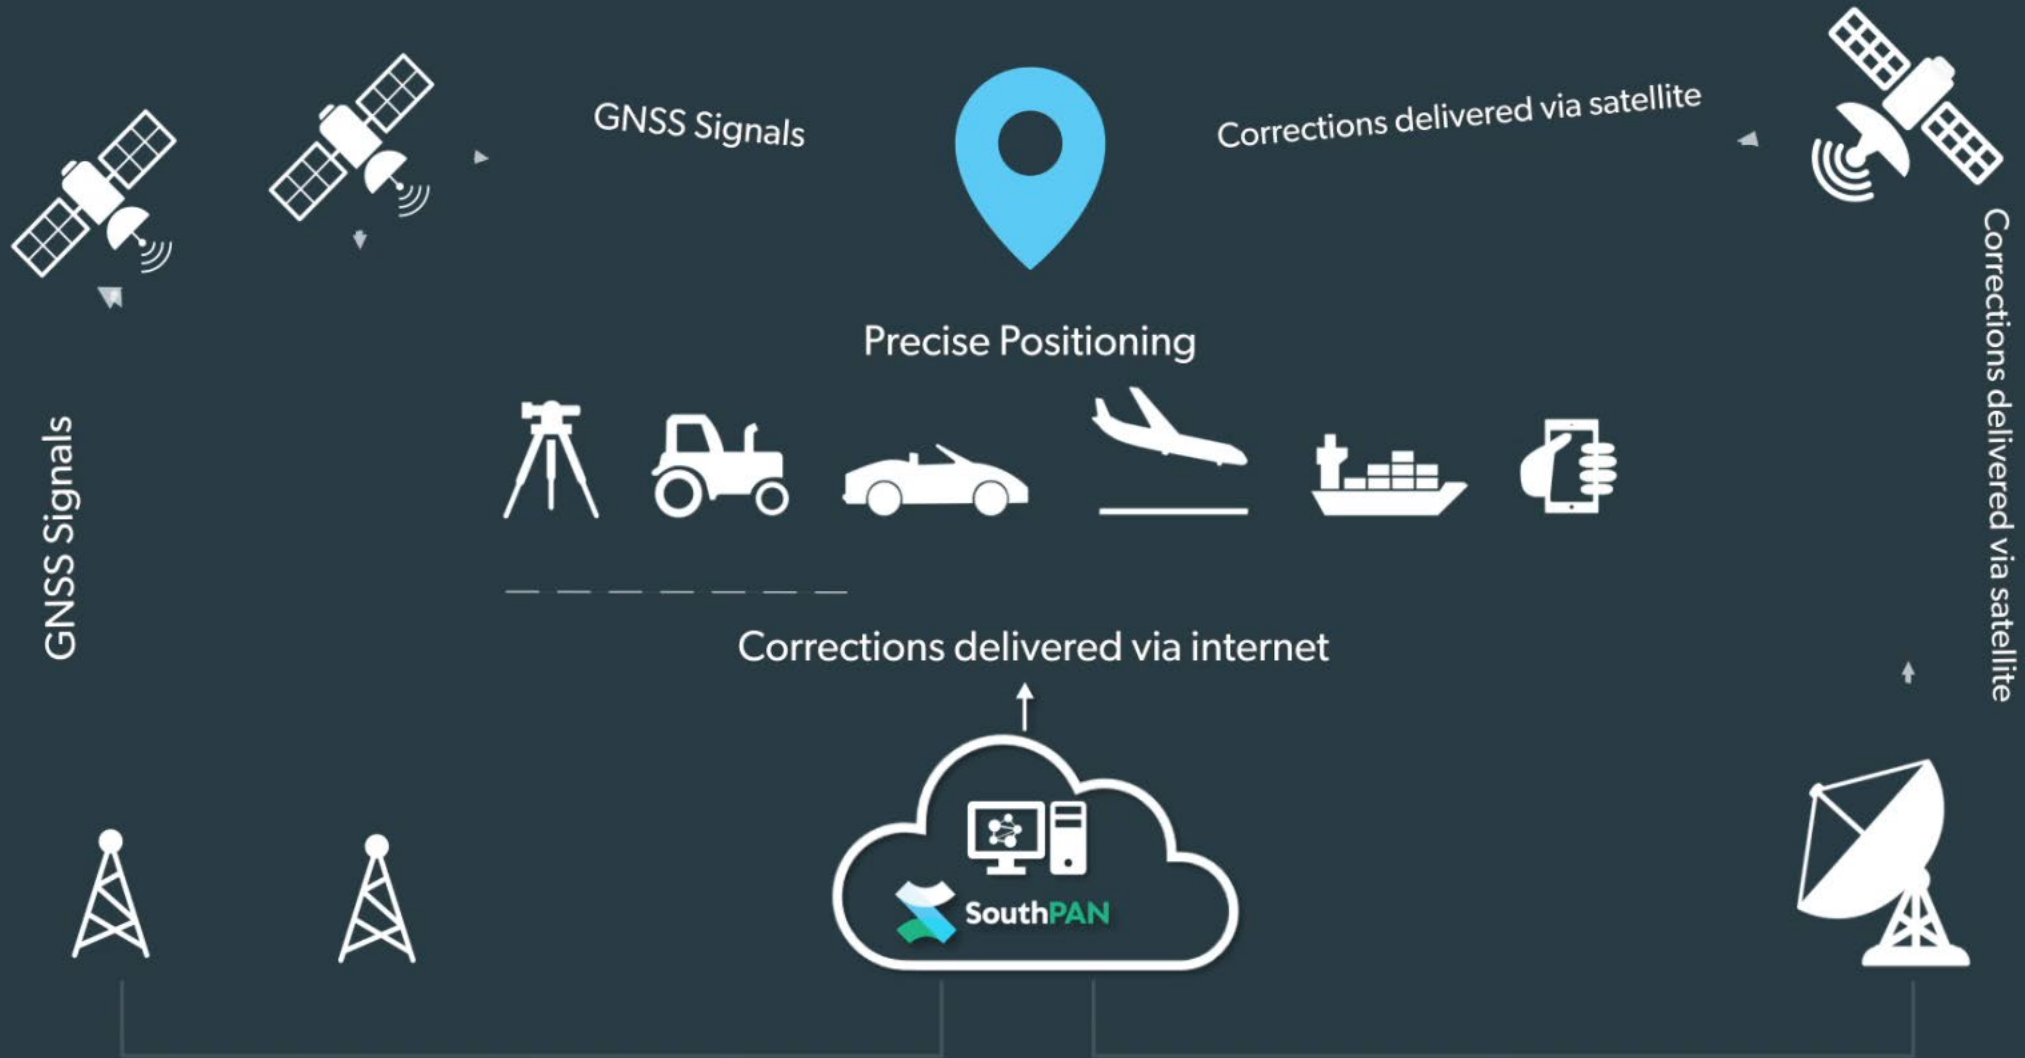 GNSS Signals
Corrections delivered via satellite
Precise Positioning
GNSS Signals
Corrections delivered via satellite
Corrections delivered via internet
SouthPAN